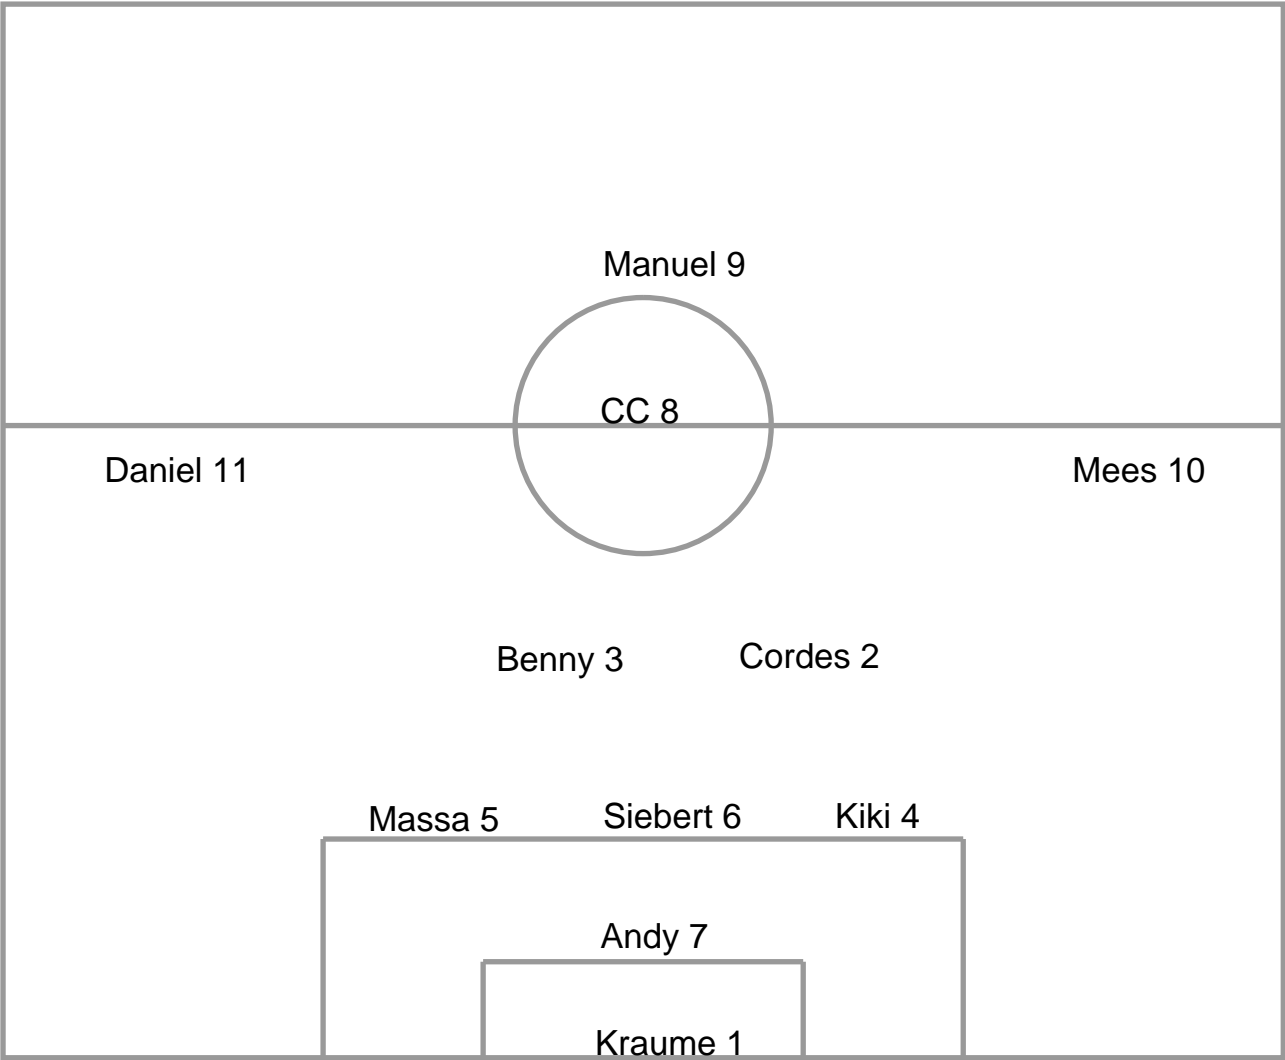 Manuel 9
CC 8
Daniel 11
Mees 10
Benny 3
Cordes 2
Massa 5
Siebert 6
Kiki 4
Andy 7
Kraume 1